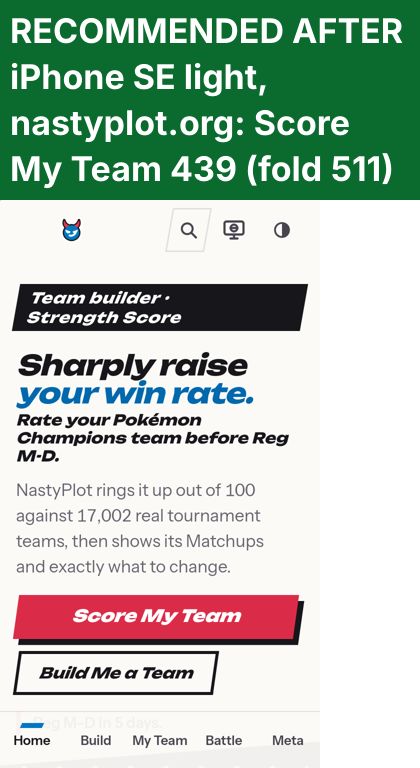 RECOMMENDED AFTER
iPhone SE light,
nastyplot.org: Score
My Team 439 (fold 511)
Team builder ·
Strength Score
Sharply raise
your win rate.
Rate your Pokémon
Champions team before Reg
M-D.
NastyPlot rings it up out of 100
against 17,002 real tournament
teams, then shows its Matchups
and exactly what to change.
Score My Team
Build Me a Team
Reg M-D in 5 days.
Home Build My Team Battle Meta